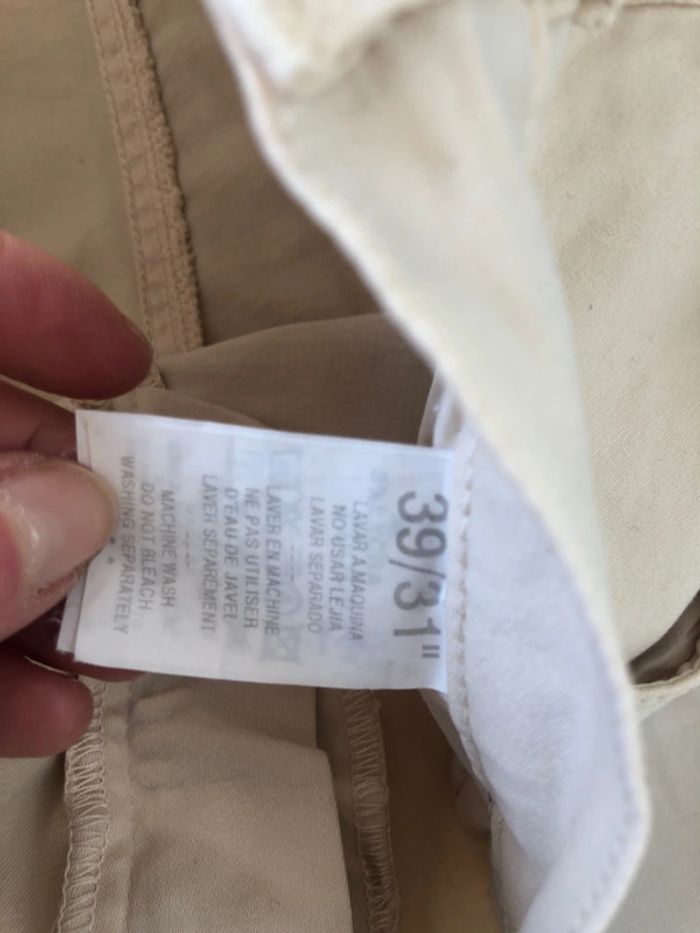 39/31"
LAVAR A MAQUINA
NO USAR LEJIA
LAVAR SEPARADO
LAVER EN MACHINE
NE PAS UTILISER
D'EAU DE JAVEL
LAVER SEPARÉMENT
MACHINE WASH
DO NOT BLEACH
WASHING SEPARATELY